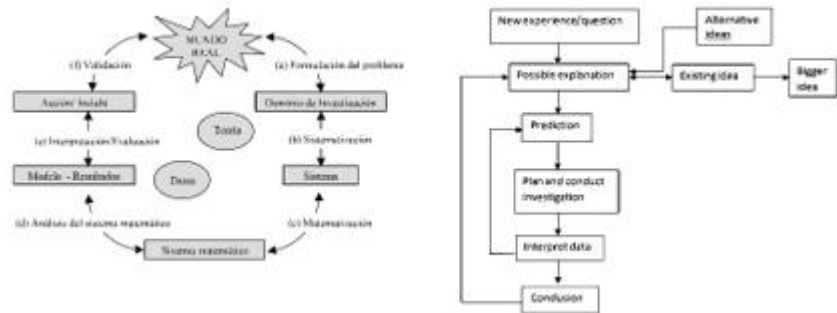 MUNDO
REAL
(f) Validación
(a) Formulación del problema
Acción/ Insight
Dominio de Investigación
(e) Interpretación/Evaluación
Teoría
(b) Sistematización
Modelo - Resultados
Datos
Sistema
(d) Análisis del sistema matemático
(c) Matematización
Sistema matemático
New experience/question
Alternative
ideas
Possible explanation
Existing idea
Bigger
idea
Prediction
Plan and conduct
investigation
Interpret data
Conclusion